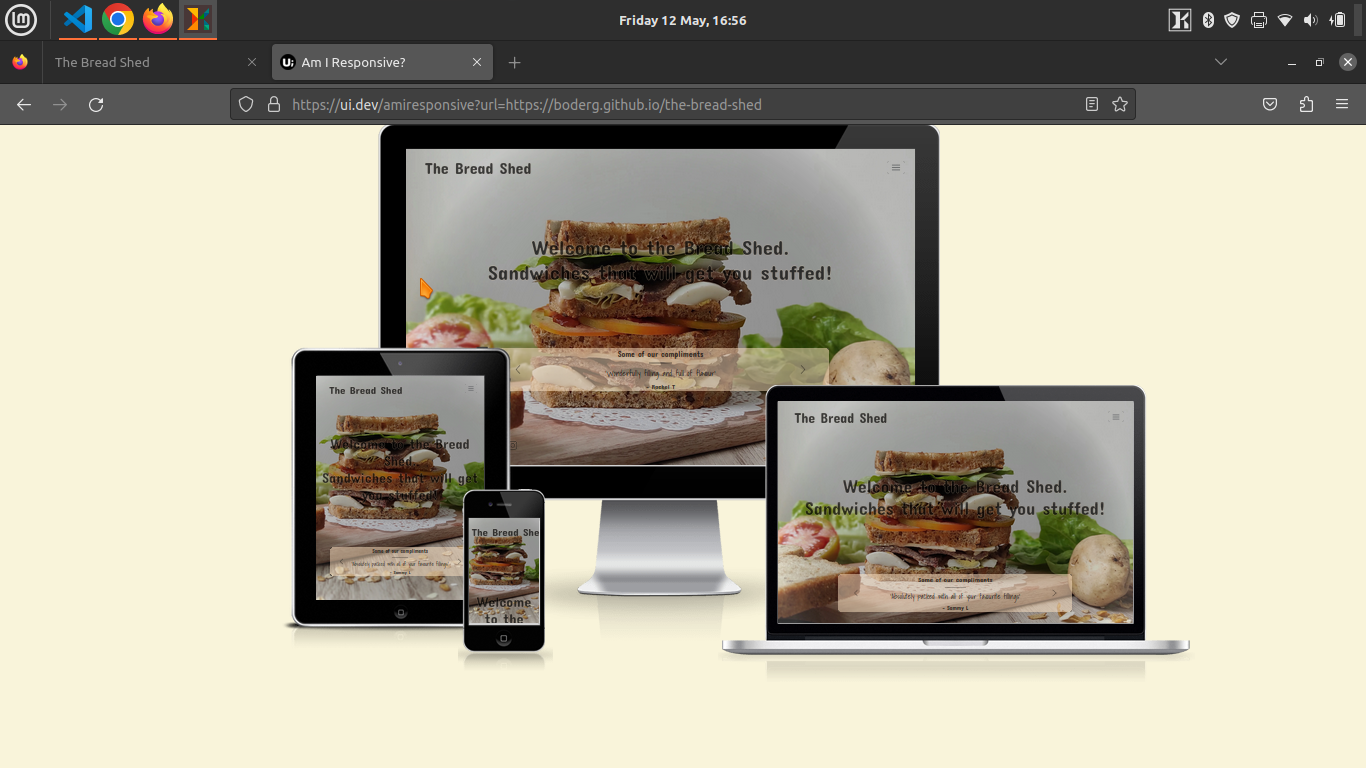 Friday 12 May, 16:56
The Bread Shed
Am I Responsive?
https://ui.dev/amiresponsive?url=https://boderg.github.io/the-bread-shed
The Bread Shed
Welcome to the Bread Shed.
Sandwiches that will get you stuffed!
Some of our compliments
"Wonderfully filling and full of flavour"
~ Rachel T
The Bread Shed
Welcome to the Bread
Shed.
Sandwiches that will get
you stuffed!
Some of our compliments
"Absolutely packed with all of your favourite fillings"
~ Sammy L
The Bread She
Welcome
to the
The Bread Shed
Welcome to the Bread Shed.
Sandwiches that will get you stuffed!
Some of our compliments
"Absolutely packed with all of your favourite fillings"
~ Sammy L